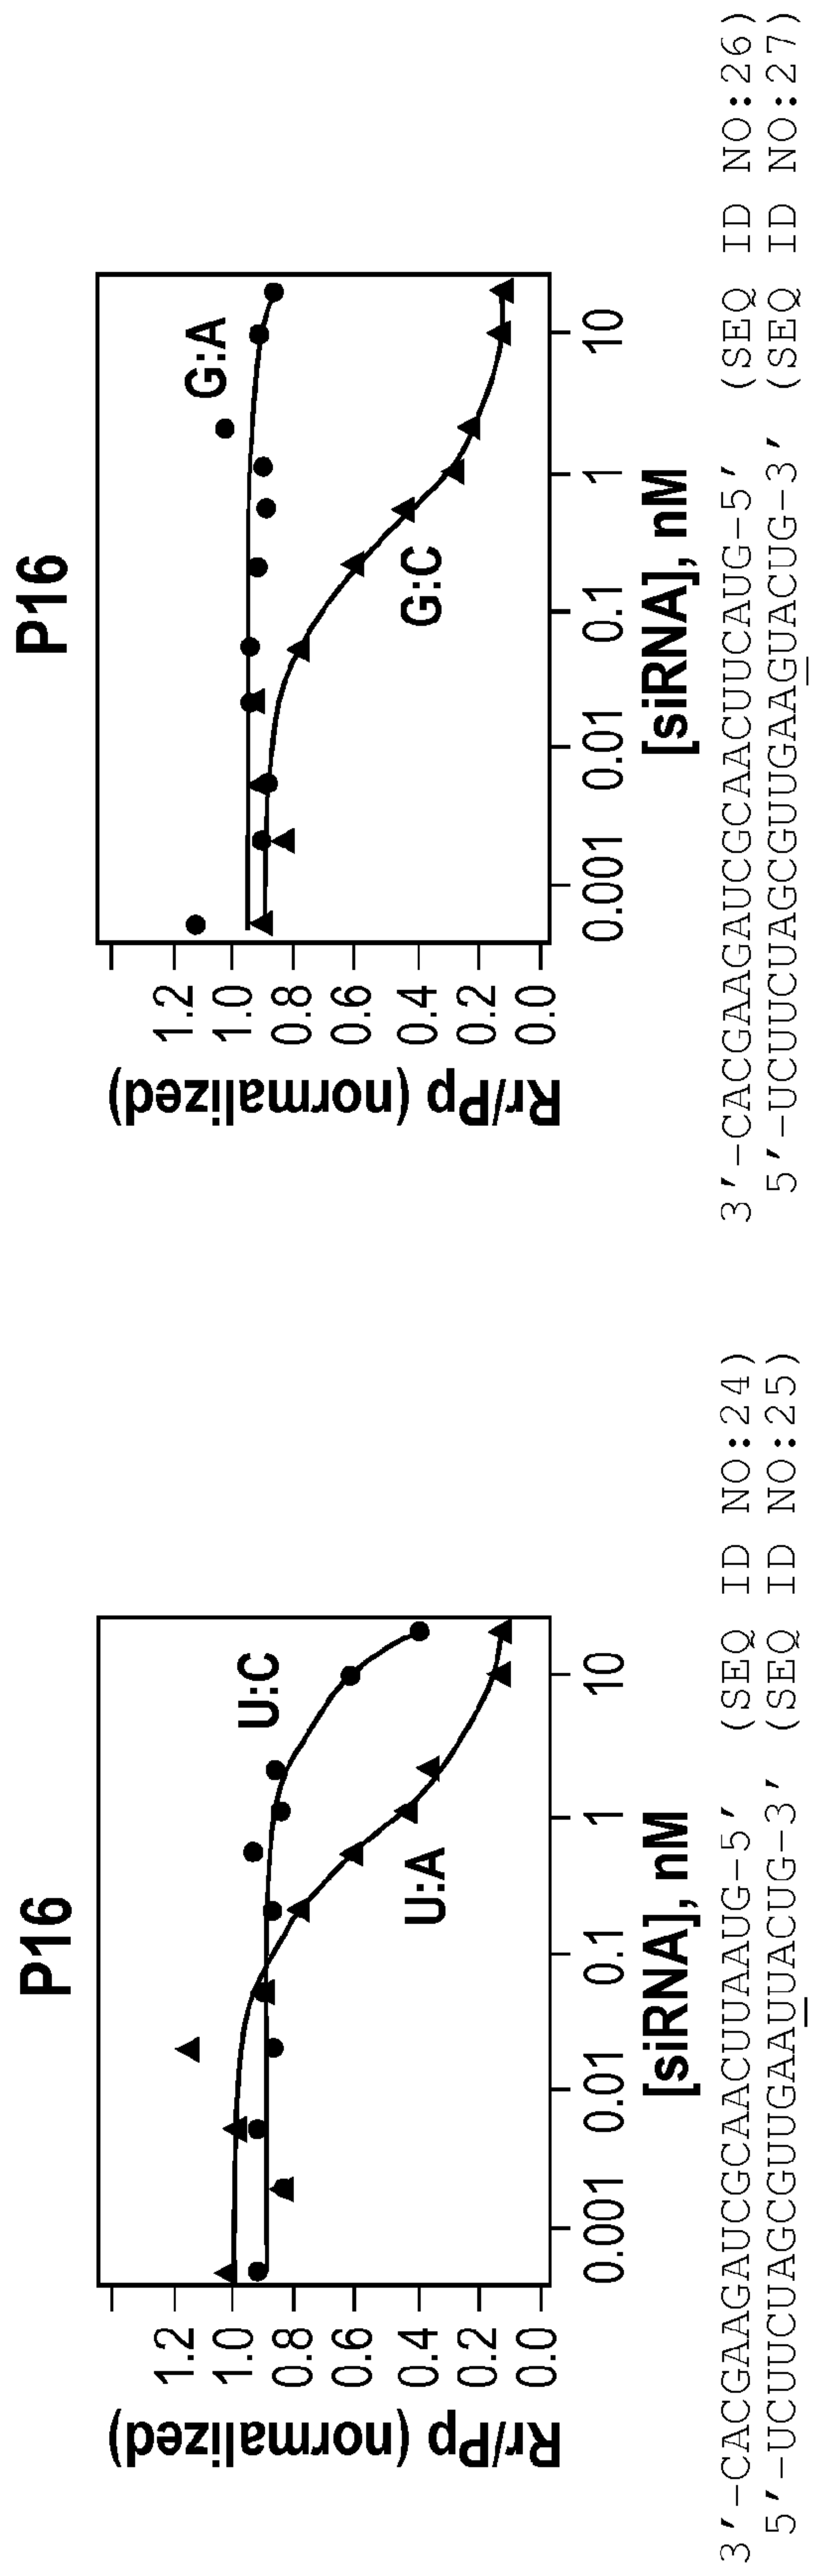 P16
Rr/Pp (normalized)
1.2
1.0
0.8
0.6
0.4
0.2
0.0
U:C
U:A
0.001 0.01 0.1 1 10
[siRNA], nM
3'-CACGAAGAUCGCAACUUAAUG-5' (SEQ ID NO:24)
5'-UCUUCUAGCGUUGAAUUACUG-3' (SEQ ID NO:25)
P16
Rr/Pp (normalized)
1.2
1.0
0.8
0.6
0.4
0.2
0.0
G:A
G:C
0.001 0.01 0.1 1 10
[siRNA], nM
3'-CACGAAGAUCGCAACUUCAUG-5' (SEQ ID NO:26)
5'-UCUUCUAGCGUUGAAGUACUG-3' (SEQ ID NO:27)